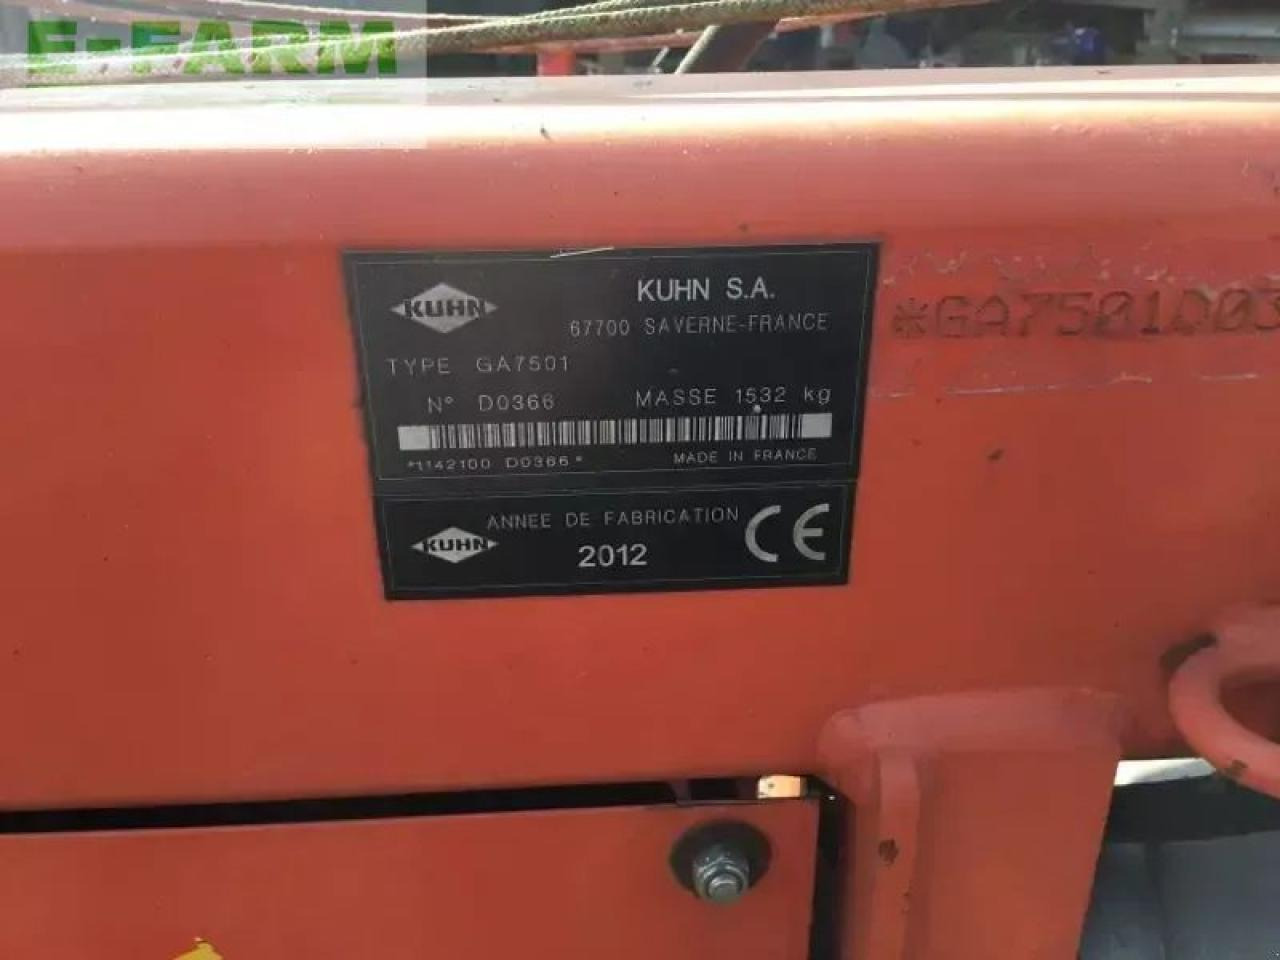 E-FARM
KUHN
KUHN S.A.
67700 SAVERNE-FRANCE
TYPE GA7501
N° D0366 MASSE 1532 kg
*1142100 D0366* MADE IN FRANCE
KUHN
ANNEE DE FABRICATION
2012
CE
*GA7501D03